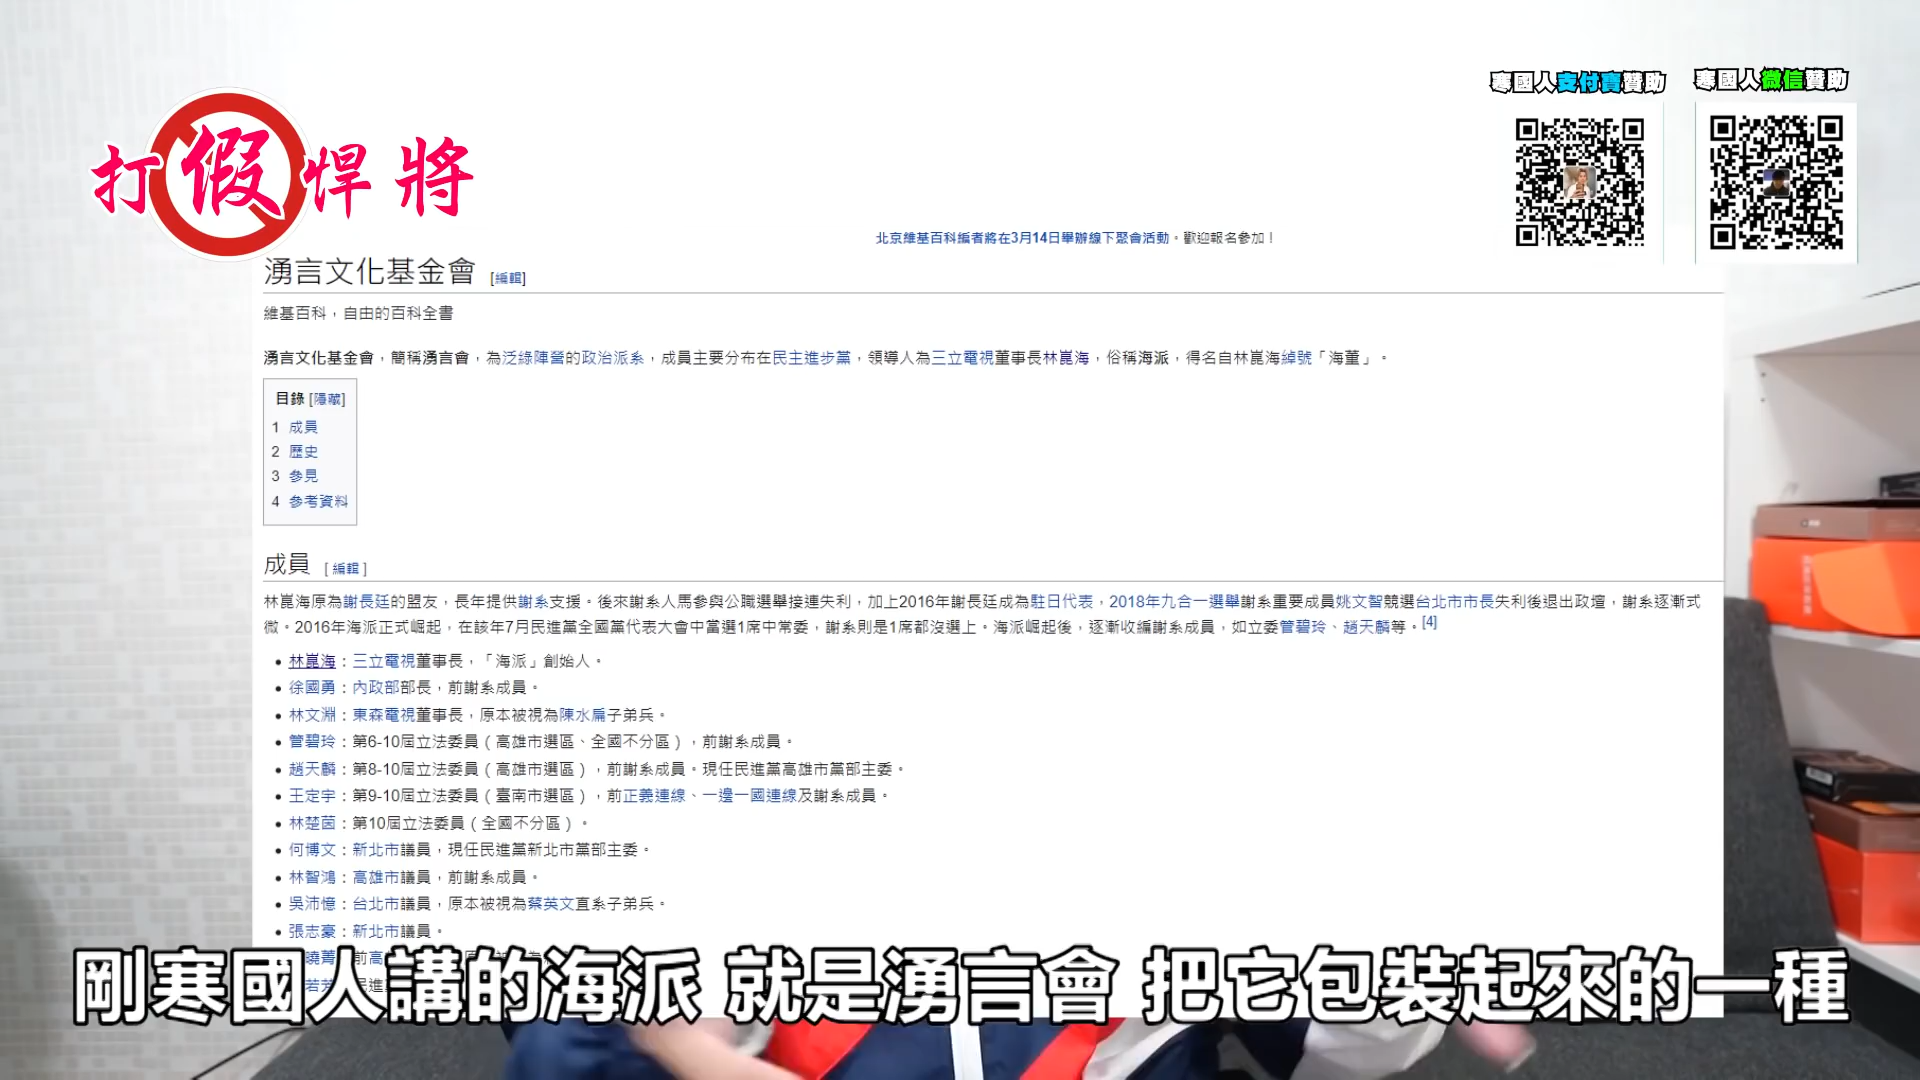 寒國人支付寶贊助
寒國人微信贊助
打假悍將
北京維基百科編者將在3月14日舉辦線下聚會活動。歡迎報名參加！
湧言文化基金會 [編輯]
維基百科，自由的百科全書
湧言文化基金會，簡稱湧言會，為泛綠陣營的政治派系，成員主要分布在民主進步黨，領導人為三立電視董事長林崑海，俗稱海派，得名自林崑海綽號「海董」。
目錄 [隱藏]
1 成員
2 歷史
3 參見
4 參考資料
成員 [ 編輯 ]
林崑海原為謝長廷的盟友，長年提供謝系支援。後來謝系人馬參與公職選舉接連失利，加上2016年謝長廷成為駐日代表，2018年九合一選舉謝系重要成員姚文智競選台北市市長失利後退出政壇，謝系逐漸式
微。2016年海派正式崛起，在該年7月民進黨全國黨代表大會中當選1席中常委，謝系則是1席都沒選上。海派崛起後，逐漸收編謝系成員，如立委管碧玲、趙天麟等。[4]
林崑海：三立電視董事長，「海派」創始人。
徐國勇：內政部部長，前謝系成員。
林文淵：東森電視董事長，原本被視為陳水扁子弟兵。
管碧玲：第6-10屆立法委員（高雄市選區、全國不分區），前謝系成員。
趙天麟：第8-10屆立法委員（高雄市選區），前謝系成員。現任民進黨高雄市黨部主委。
王定宇：第9-10屆立法委員（臺南市選區），前正義連線、一邊一國連線及謝系成員。
林楚茵：第10屆立法委員（全國不分區）。
何博文：新北市議員，現任民進黨新北市黨部主委。
林智鴻：高雄市議員，前謝系成員。
吳沛憶：台北市議員，原本被視為蔡英文直系子弟兵。
張志豪：新北市議員。
剛寒國人講的海派 就是湧言會 把它包裝起來的一種